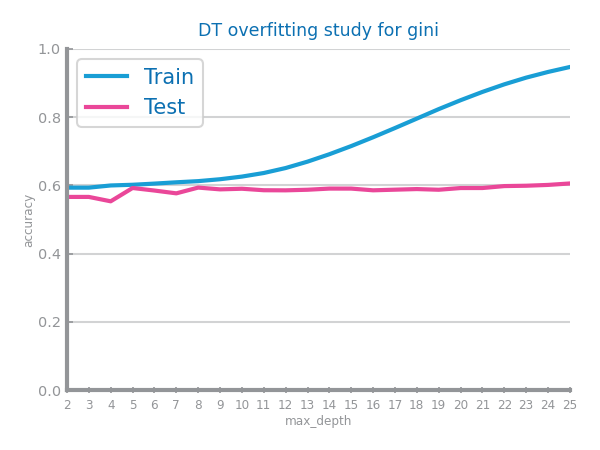 DT overfitting study for gini
1.0
Train
Test
0.8
0.6
accuracy
0.4
0.2
0.0
2 3 4 5 6 7 8 9 10 11 12 13 14 15 16 17 18 19 20 21 22 23 24 25
max_depth